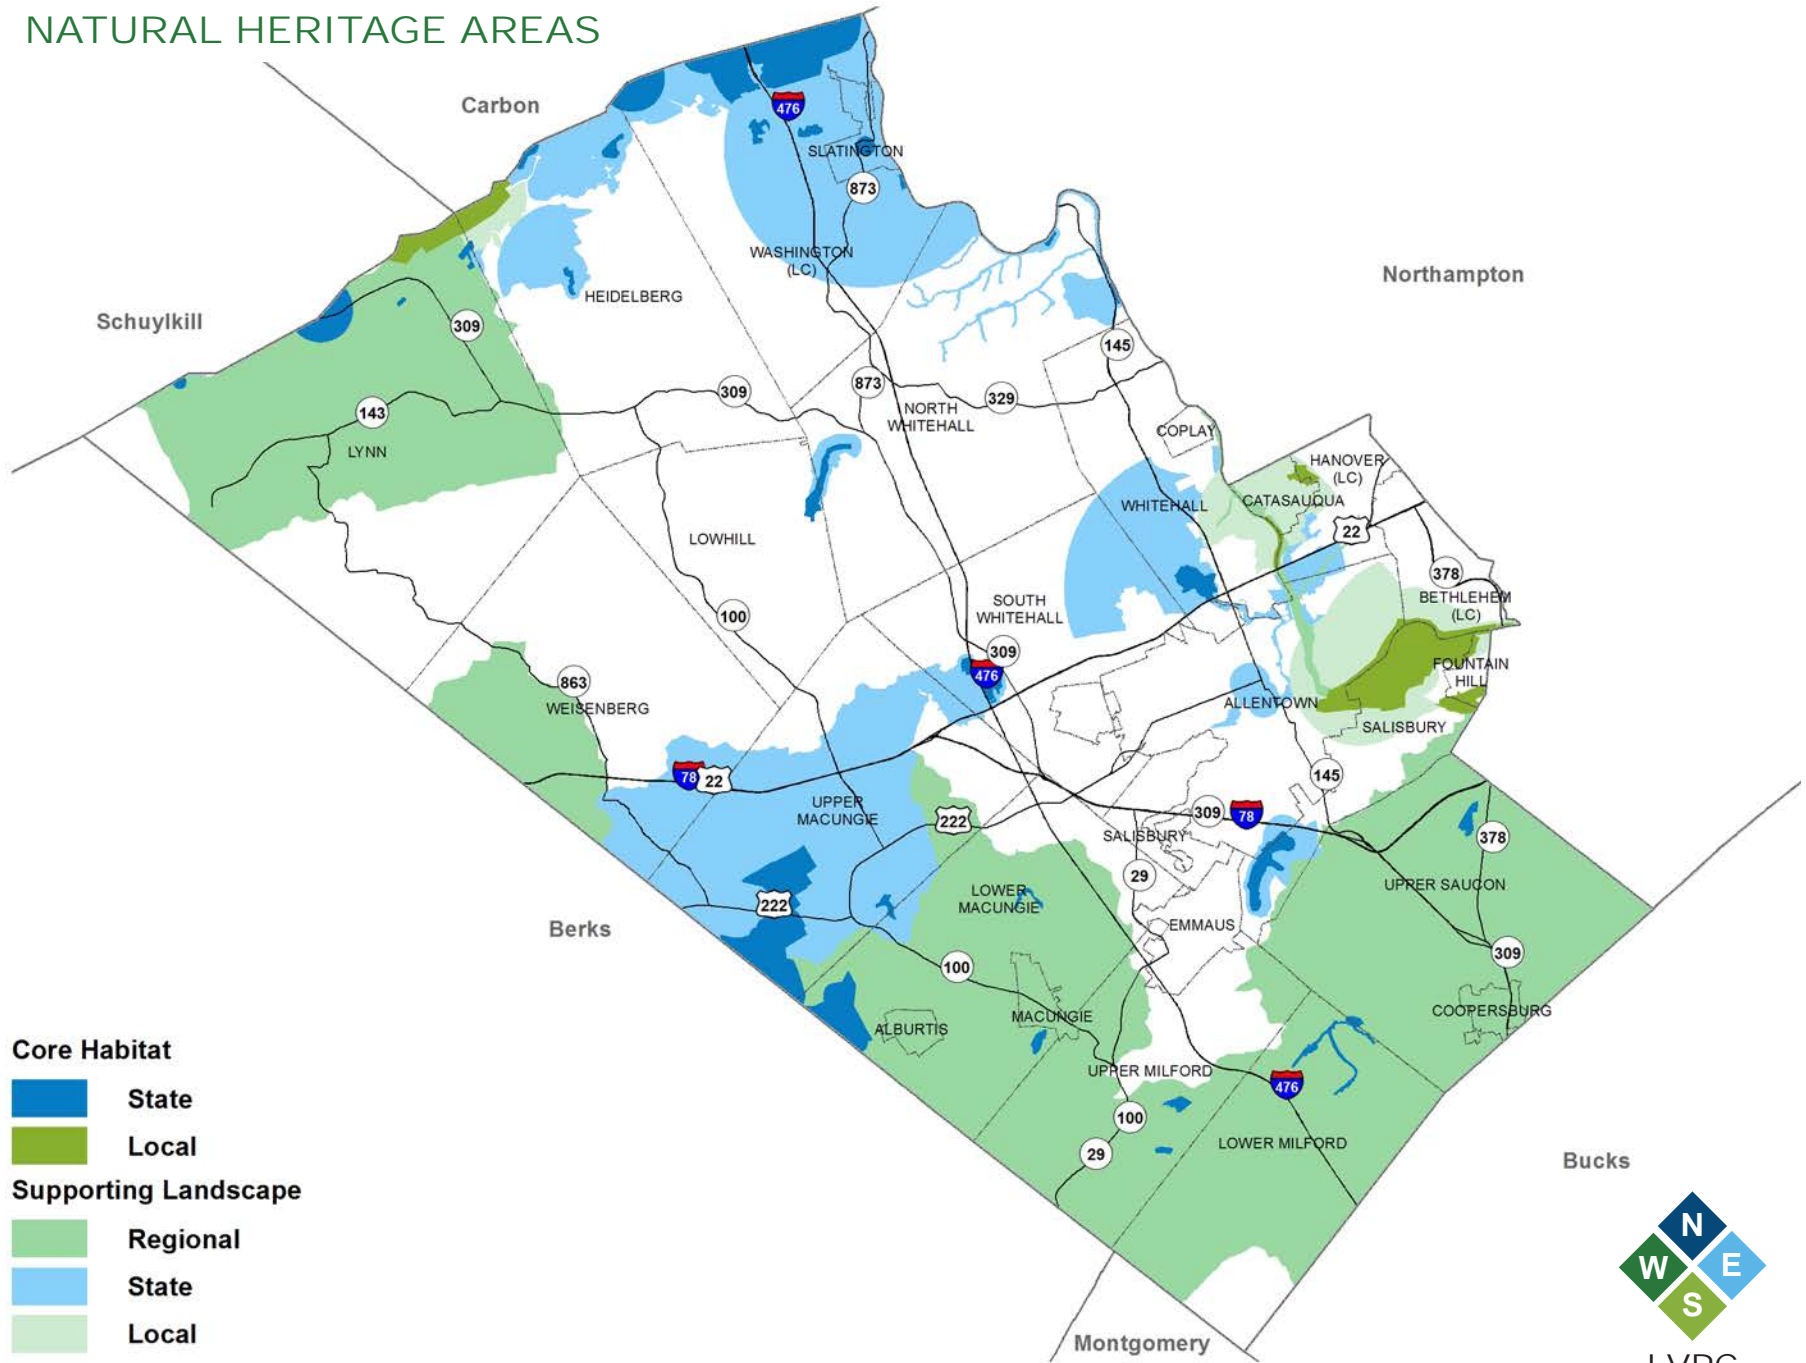 NATURAL HERITAGE AREAS
Carbon
476
SLATINGTON
873
WASHINGTON
(LC)
Northampton
HEIDELBERG
Schuylkill
309
145
309
873
329
143
NORTH
WHITEHALL
COPLAY
LYNN
HANOVER
(LC)
WHITEHALL
CATASAUQUA
22
LOWHILL
378
BETHLEHEM
(LC)
SOUTH
WHITEHALL
100
309
476
FOUNTAIN
HILL
863
WEISENBERG
ALLENTOWN
SALISBURY
78
22
145
UPPER
MACUNGIE
222
309
78
SALISBURY
378
29
UPPER SAUCON
LOWER
MACUNGIE
222
EMMAUS
Berks
309
100
COOPERSBURG
MACUNGIE
ALBURTIS
UPPER MILFORD
476
100
LOWER MILFORD
29
Bucks
Montgomery
Core Habitat
State
Local
Supporting Landscape
Regional
State
Local
N
W
E
S
LVPC